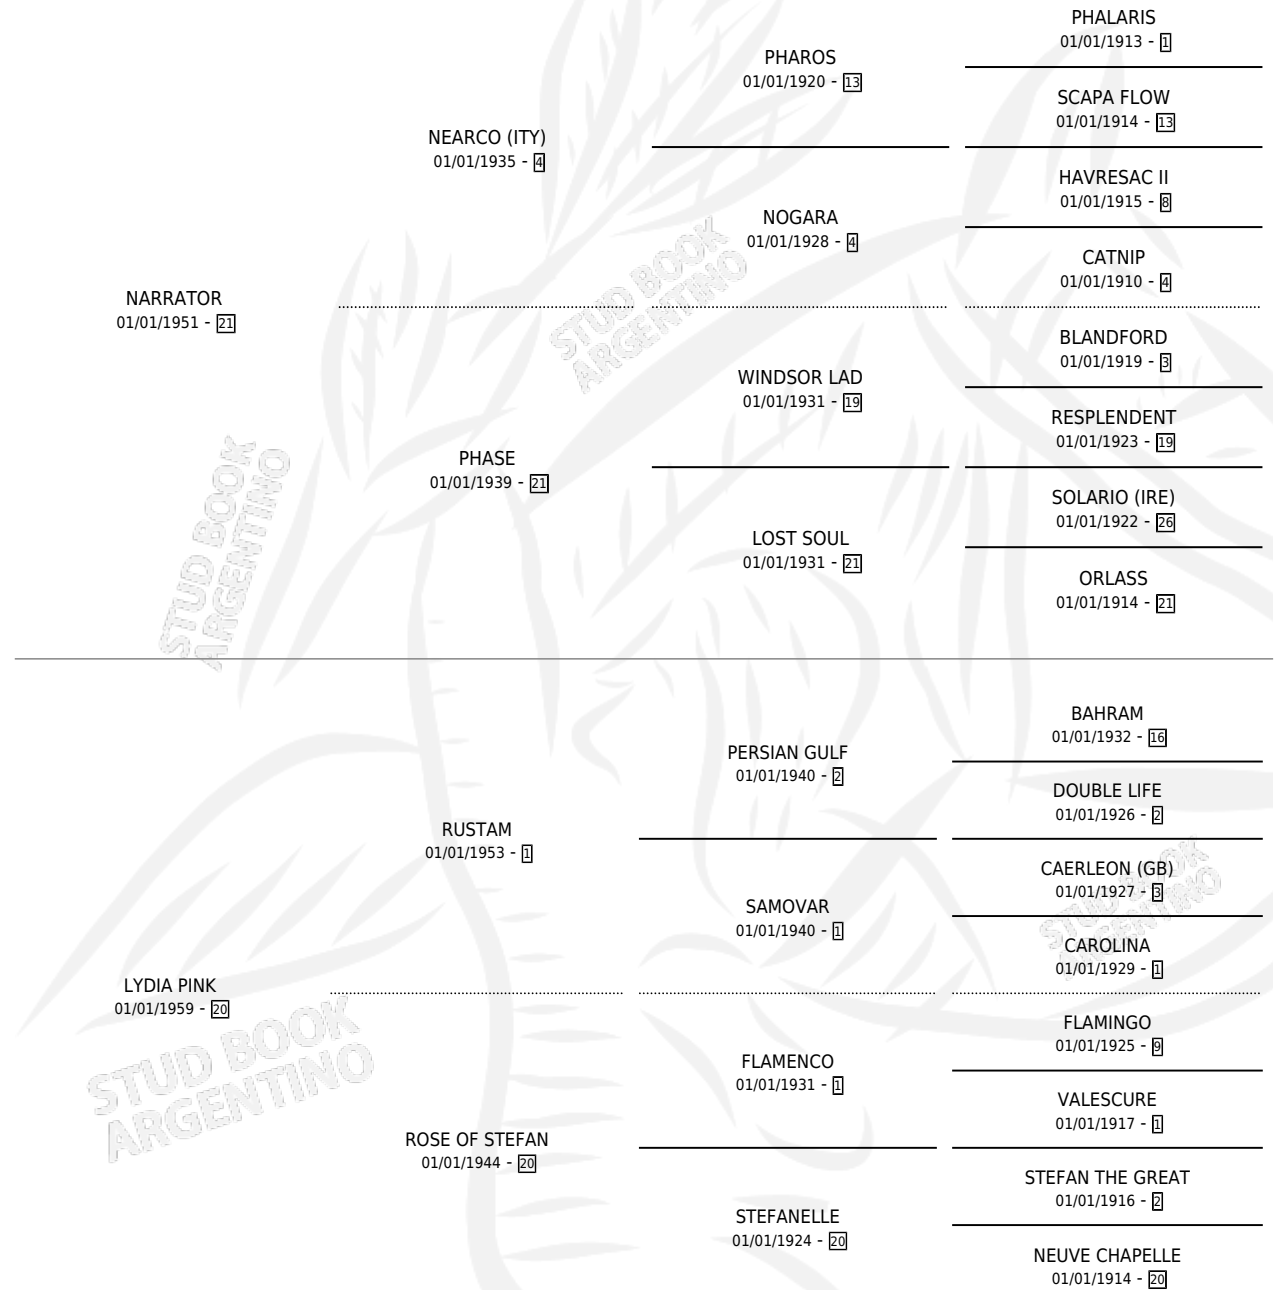 PHALARIS
01/01/1913 - 1
PHAROS
01/01/1920 - 13
SCAPA FLOW
01/01/1914 - 13
NEARCO (ITY)
01/01/1935 - 4
HAVRESAC II
01/01/1915 - 8
NOGARA
01/01/1928 - 4
CATNIP
01/01/1910 - 4
NARRATOR
01/01/1951 - 21
BLANDFORD
01/01/1919 - 3
WINDSOR LAD
01/01/1931 - 19
RESPLENDENT
01/01/1923 - 19
PHASE
01/01/1939 - 21
SOLARIO (IRE)
01/01/1922 - 26
LOST SOUL
01/01/1931 - 21
ORLASS
01/01/1914 - 21
BAHRAM
01/01/1932 - 16
PERSIAN GULF
01/01/1940 - 2
DOUBLE LIFE
01/01/1926 - 2
RUSTAM
01/01/1953 - 1
CAERLEON (GB)
01/01/1927 - 3
SAMOVAR
01/01/1940 - 1
CAROLINA
01/01/1929 - 1
LYDIA PINK
01/01/1959 - 20
FLAMINGO
01/01/1925 - 9
FLAMENCO
01/01/1931 - 1
VALESCURE
01/01/1917 - 1
ROSE OF STEFAN
01/01/1944 - 20
STEFAN THE GREAT
01/01/1916 - 2
STEFANELLE
01/01/1924 - 20
NEUVE CHAPELLE
01/01/1914 - 20
STUD BOOK
ARGENTINO
STUD BOOK
ARGENTINO
STUD BOOK
ARGENTINO
STUD BOOK
ARGENTINO